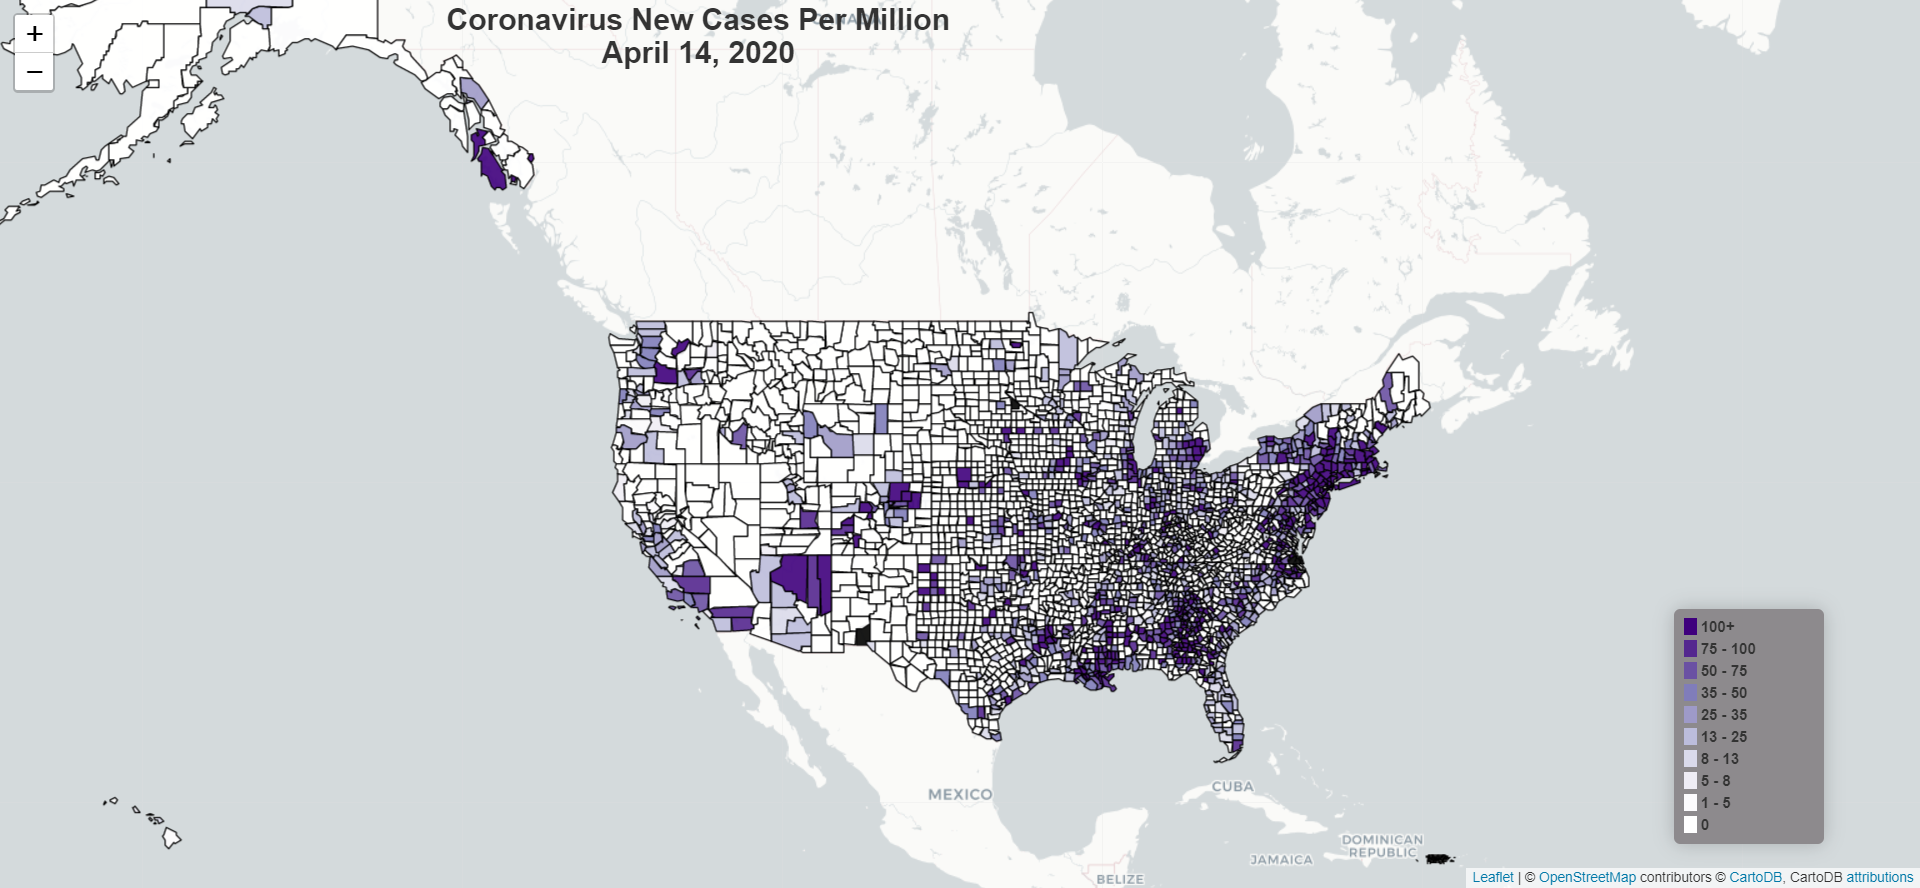 +
−
Coronavirus New Cases Per Million
April 14, 2020
CANADA
MEXICO
CUBA
DOMINICAN
REPUBLIC
JAMAICA
BELIZE
100+
75 - 100
50 - 75
35 - 50
25 - 35
13 - 25
8 - 13
5 - 8
1 - 5
0
Leaflet | © OpenStreetMap contributors © CartoDB, CartoDB attributions